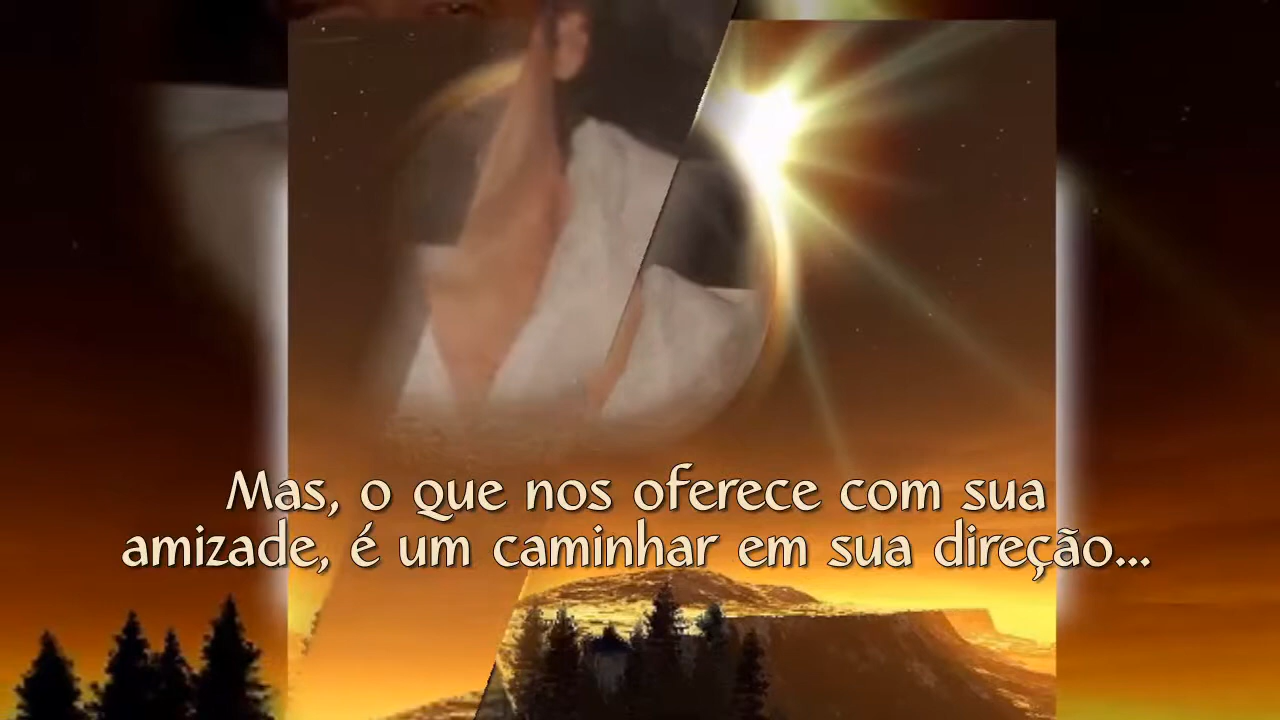 Mas, o que nos oferece com sua
amizade, é um caminhar em sua direção...